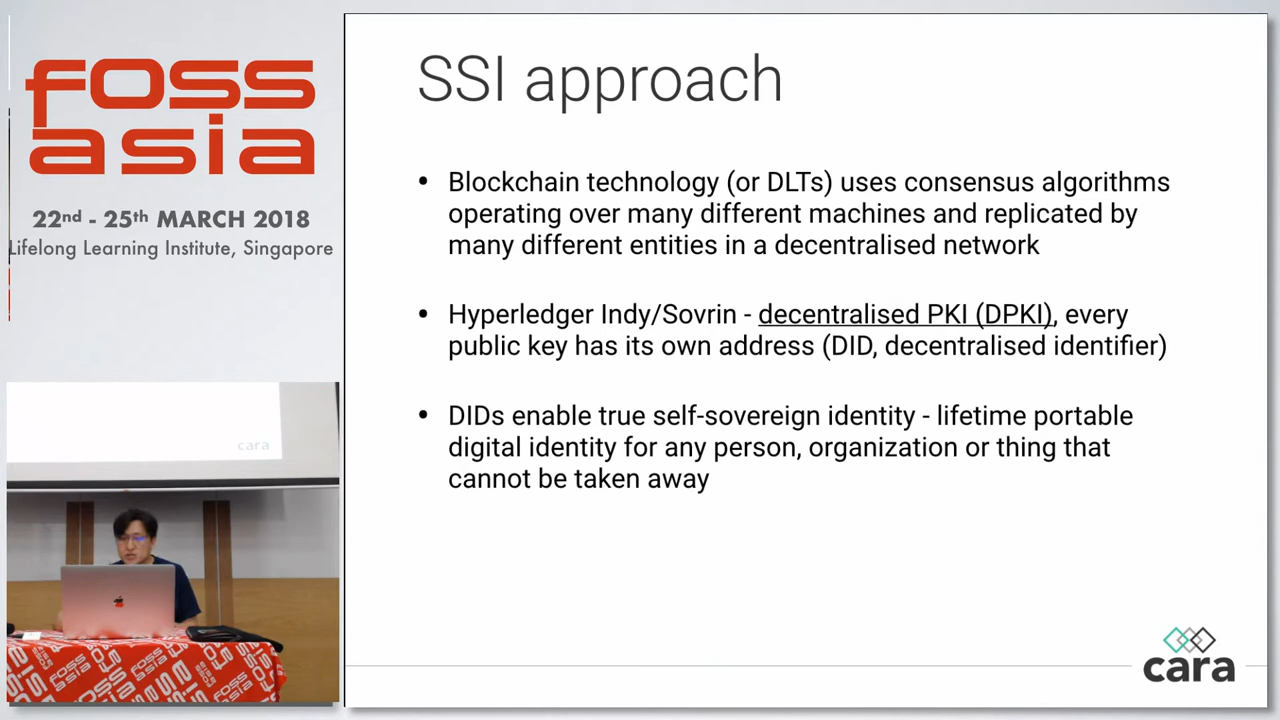 foss
asia
22nd - 25th MARCH 2018
Lifelong Learning Institute, Singapore
SSI approach
• Blockchain technology (or DLTs) uses consensus algorithms
operating over many different machines and replicated by
many different entities in a decentralised network
• Hyperledger Indy/Sovrin - decentralised PKI (DPKI), every
public key has its own address (DID, decentralised identifier)
• DIDs enable true self-sovereign identity - lifetime portable
digital identity for any person, organization or thing that
cannot be taken away
cara
cara
FOSS
ASIA